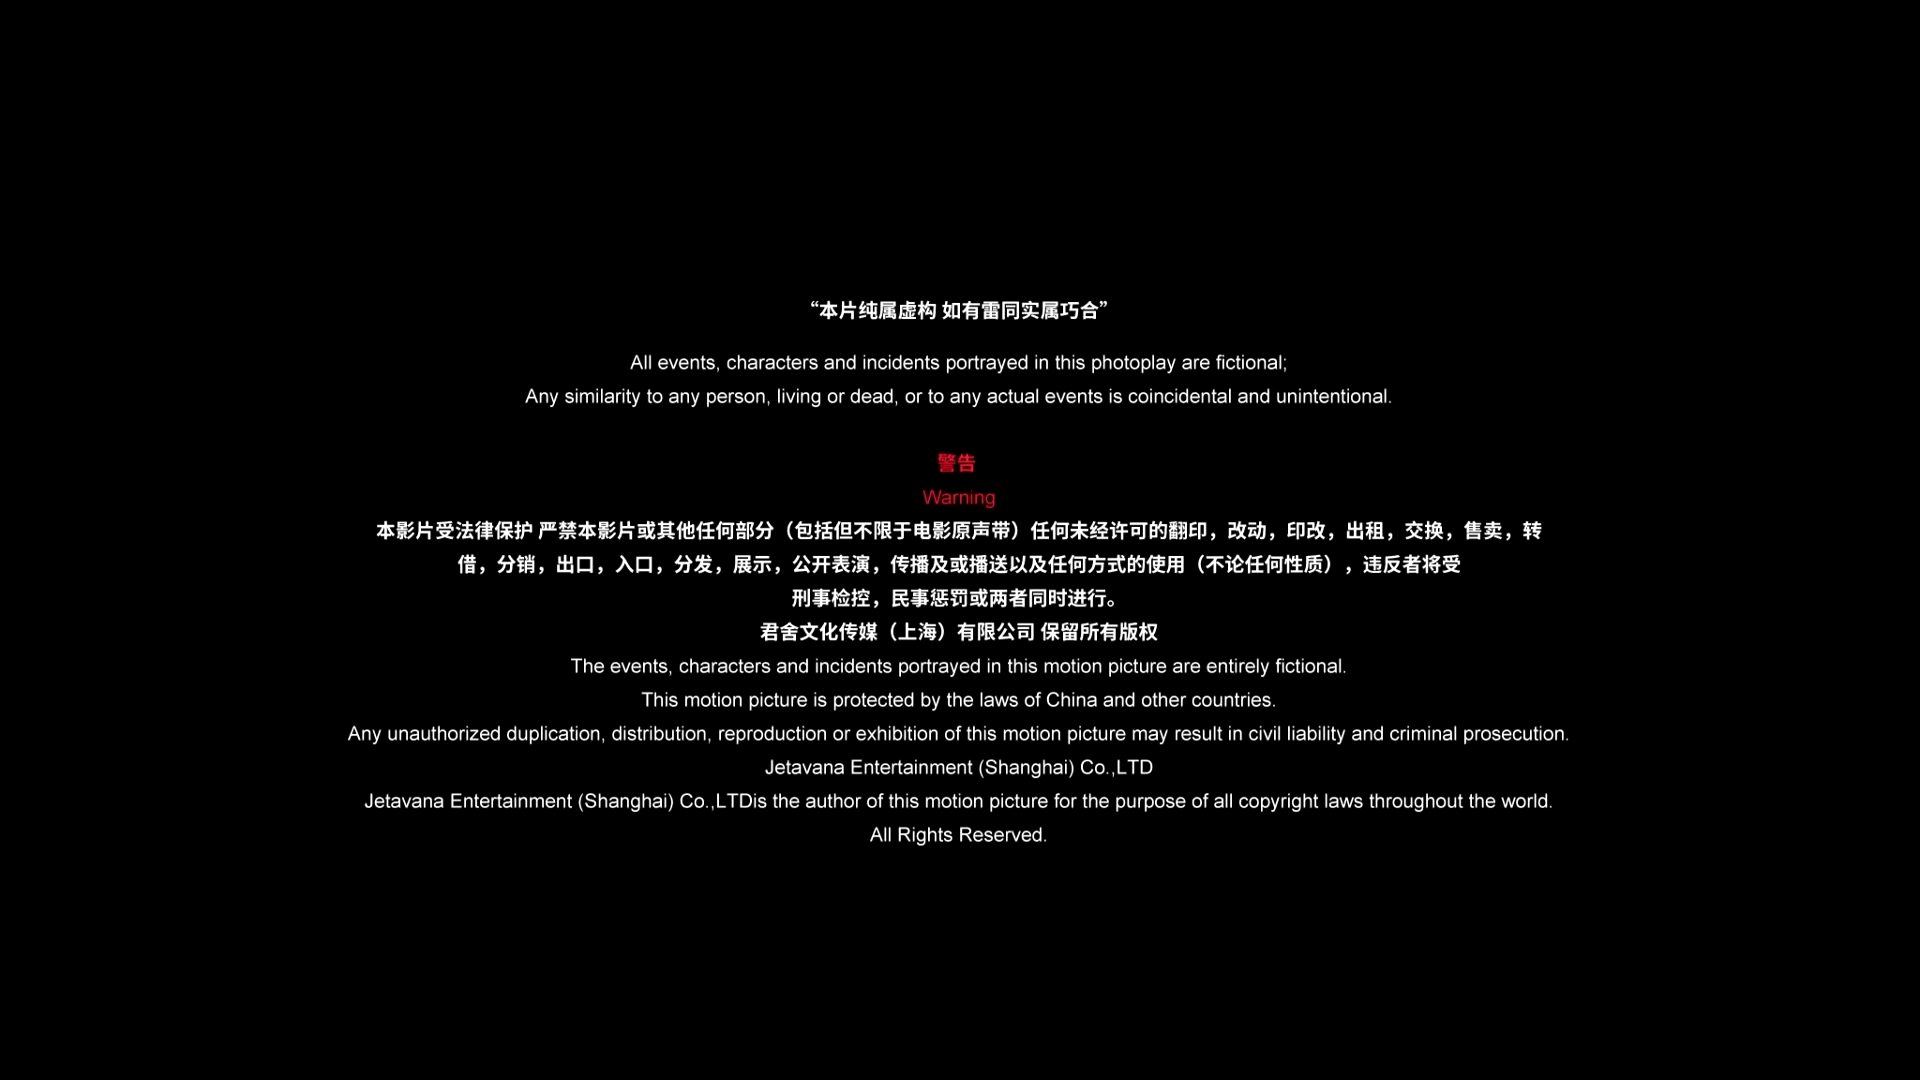 “本片纯属虚构 如有雷同实属巧合”
All events, characters and incidents portrayed in this photoplay are fictional;
Any similarity to any person, living or dead, or to any actual events is coincidental and unintentional.
警告
Warning
本影片受法律保护 严禁本影片或其他任何部分（包括但不限于电影原声带）任何未经许可的翻印，改动，印改，出租，交换，售卖，转
借，分销，出口，入口，分发，展示，公开表演，传播及或播送以及任何方式的使用（不论任何性质），违反者将受
刑事检控，民事惩罚或两者同时进行。
君舍文化传媒（上海）有限公司 保留所有版权
The events, characters and incidents portrayed in this motion picture are entirely fictional.
This motion picture is protected by the laws of China and other countries.
Any unauthorized duplication, distribution, reproduction or exhibition of this motion picture may result in civil liability and criminal prosecution.
Jetavana Entertainment (Shanghai) Co.,LTD
Jetavana Entertainment (Shanghai) Co.,LTDis the author of this motion picture for the purpose of all copyright laws throughout the world.
All Rights Reserved.